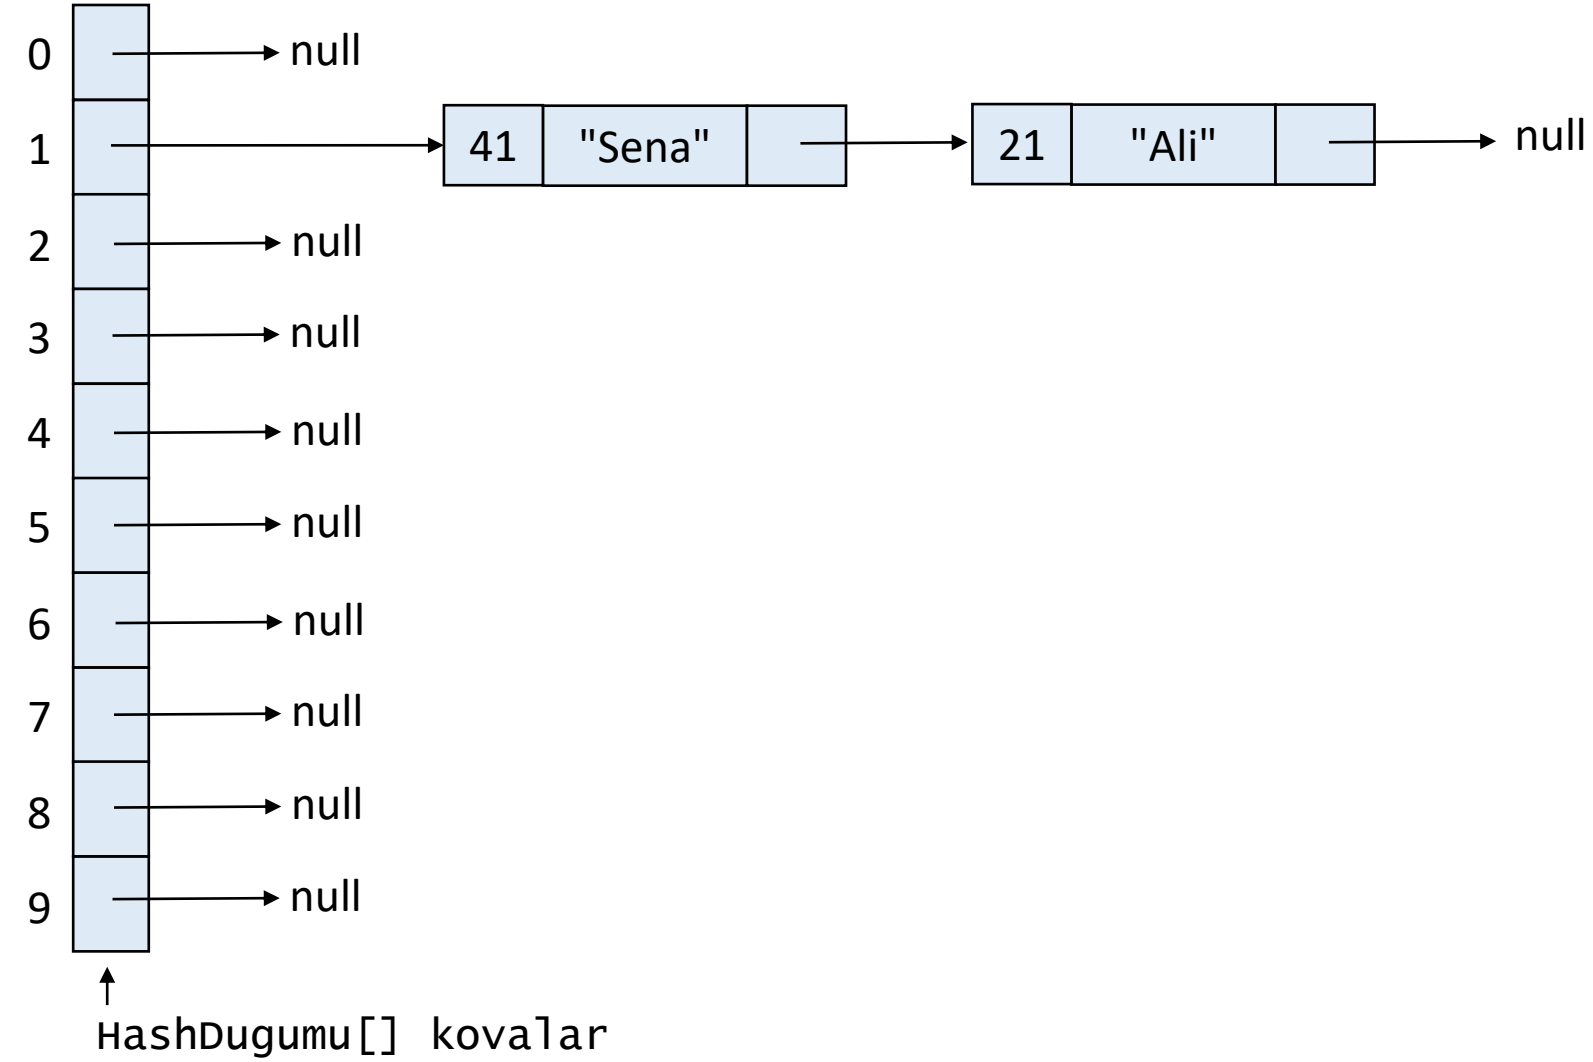 0 null
1 41 "Sena" 21 "Ali" null
2 null
3 null
4 null
5 null
6 null
7 null
8 null
9 null
HashDugumu[] kovalar